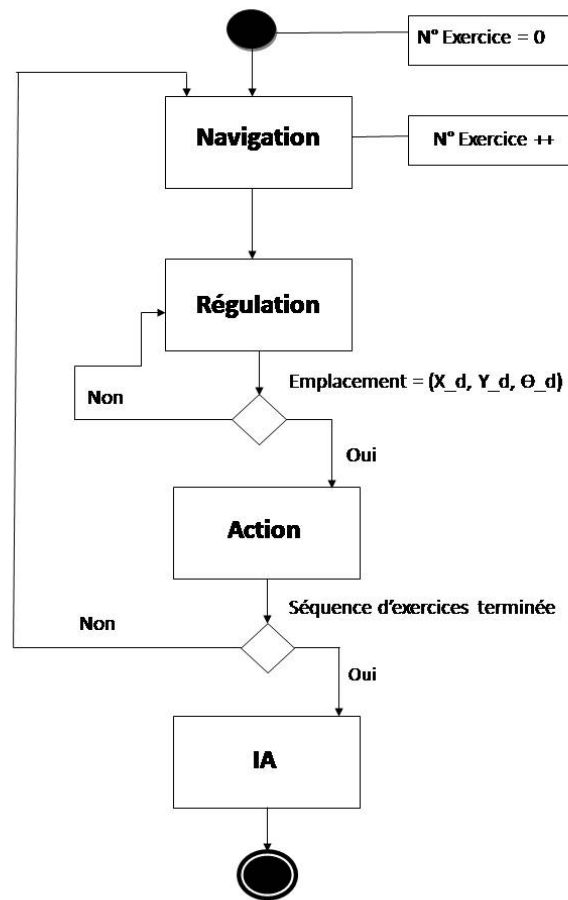 N° Exercice = 0
Navigation
N° Exercice ++
Régulation
Emplacement = (X_d, Y_d, Θ_d)
Non
Oui
Action
Séquence d'exercices terminée
Non
Oui
IA